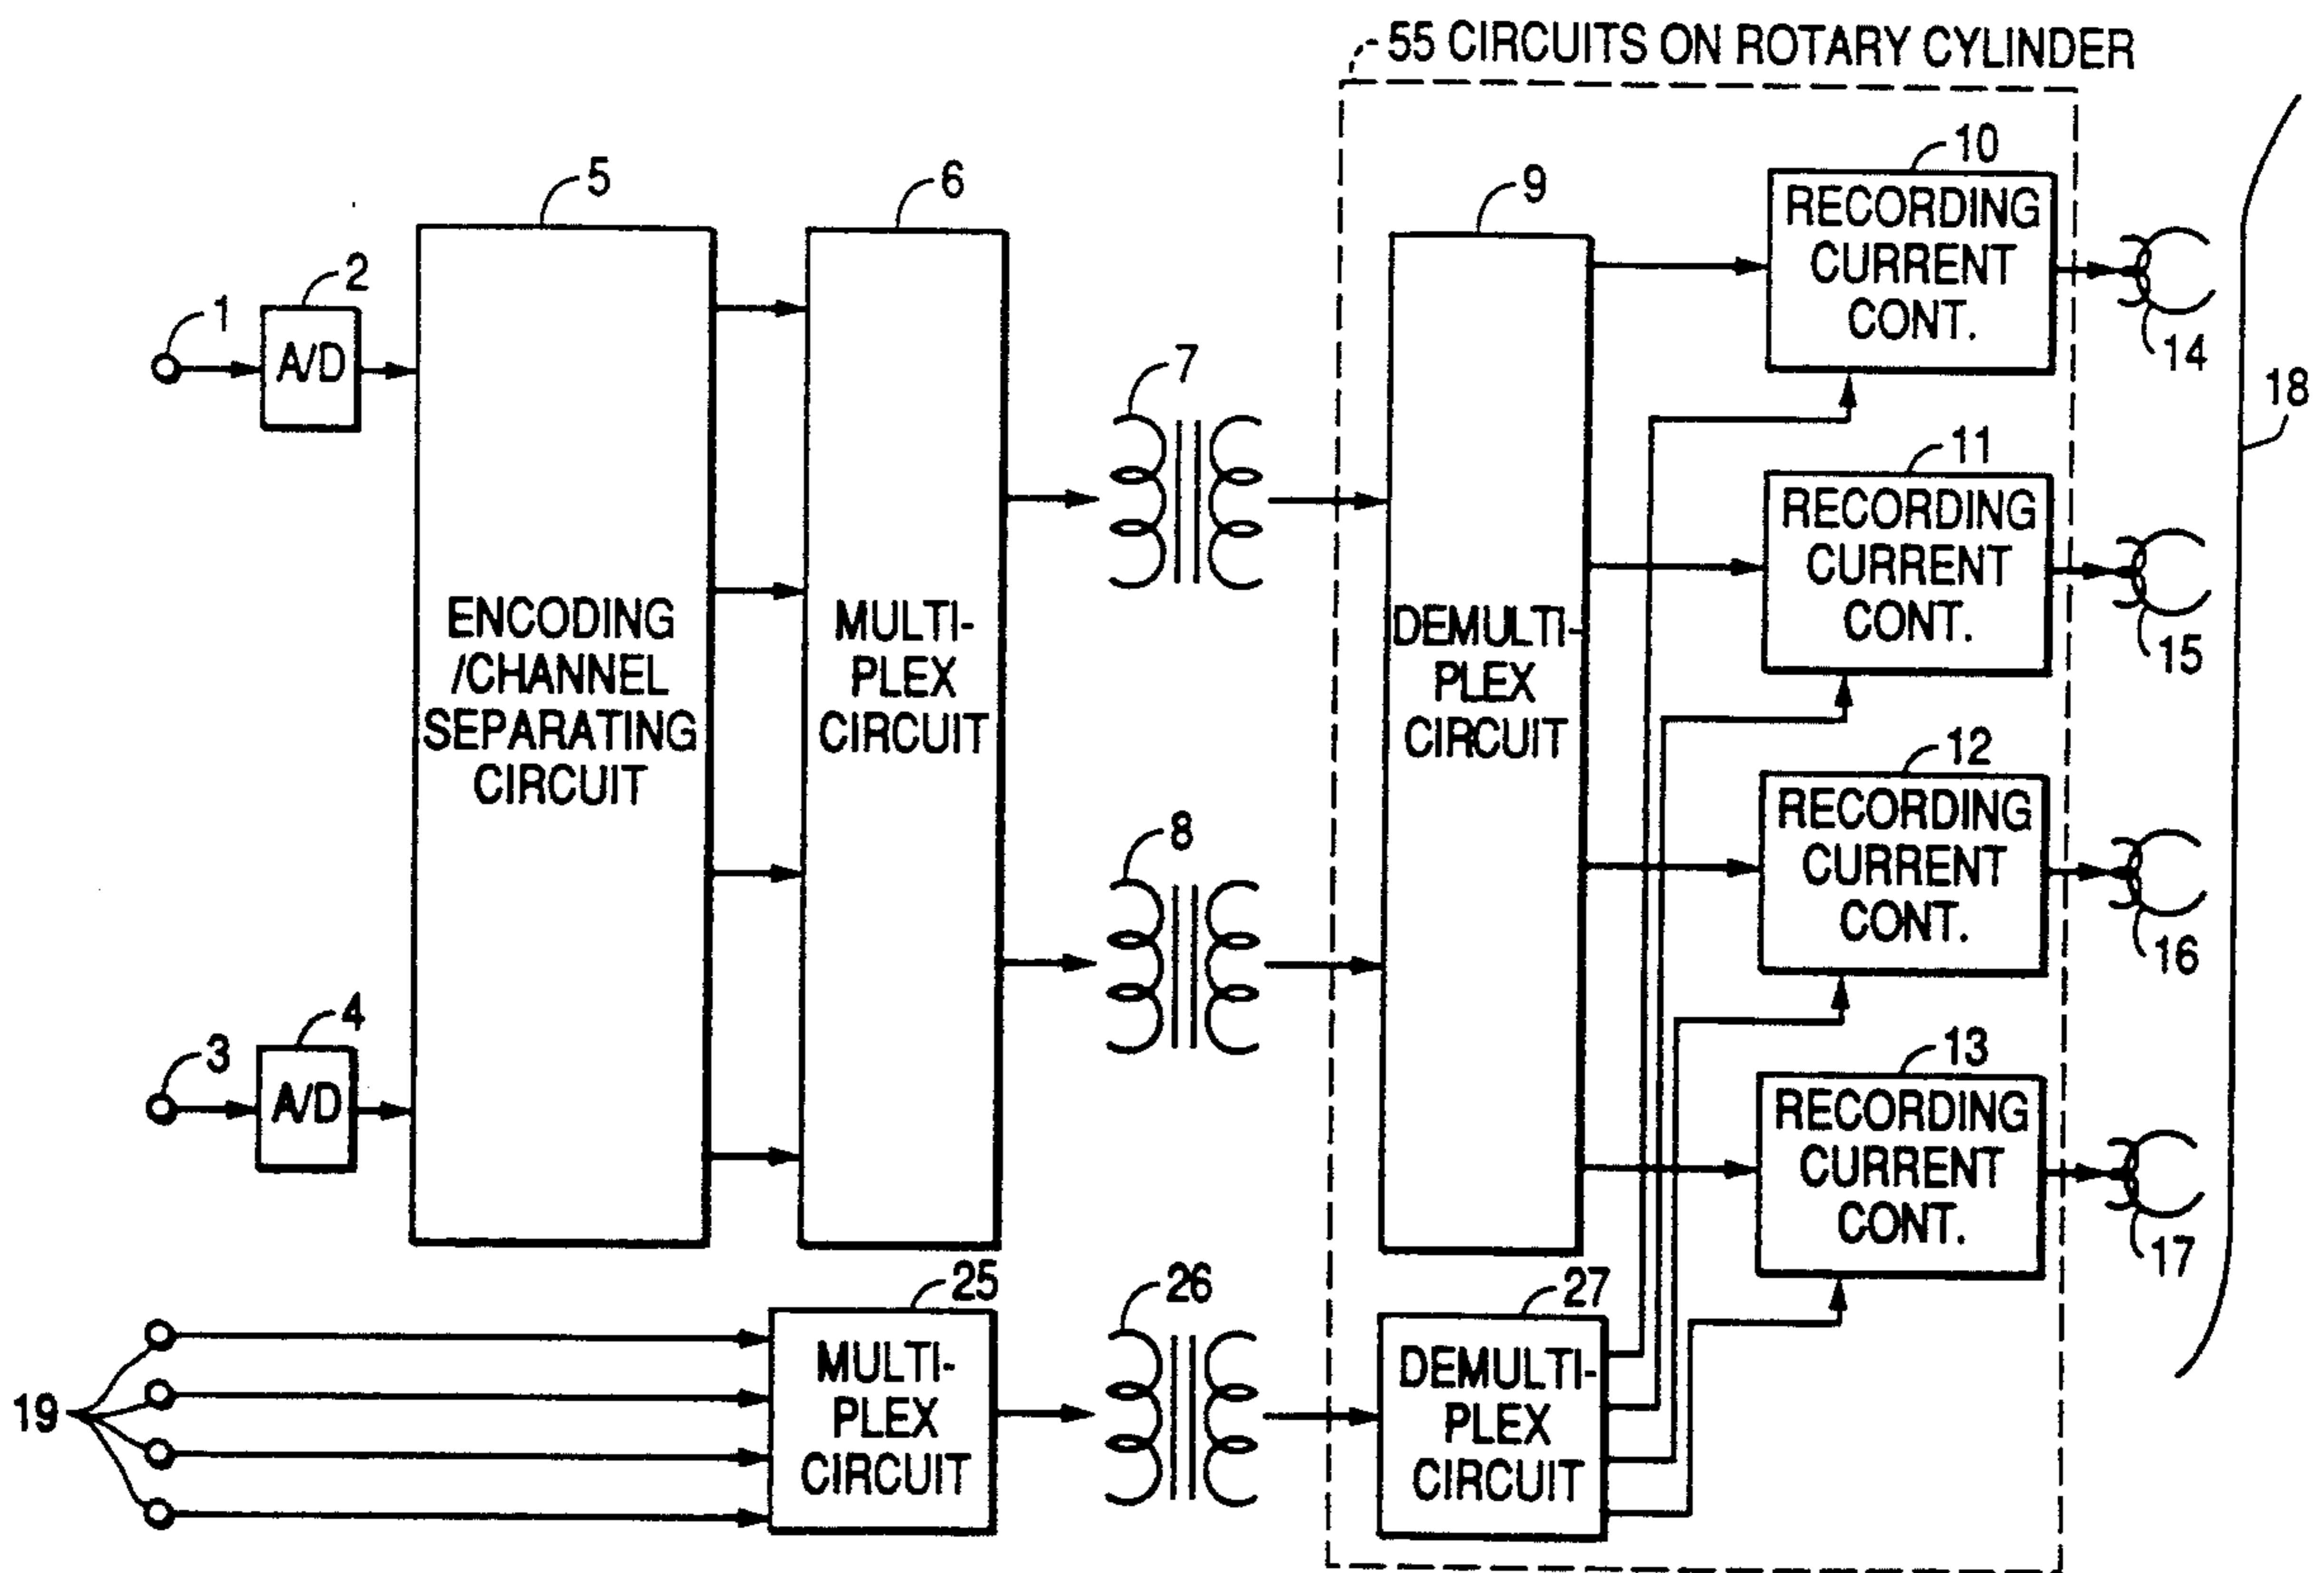 55 CIRCUITS ON ROTARY CYLINDER
1
2
A/D
3
4
A/D
5
ENCODING
/CHANNEL
SEPARATING
CIRCUIT
6
MULTI-
PLEX
CIRCUIT
7
8
9
DEMULTI-
PLEX
CIRCUIT
10
RECORDING
CURRENT
CONT.
14
11
RECORDING
CURRENT
CONT.
15
12
RECORDING
CURRENT
CONT.
16
13
RECORDING
CURRENT
CONT.
17
18
19
25
MULTI-
PLEX
CIRCUIT
26
27
DEMULTI-
PLEX
CIRCUIT